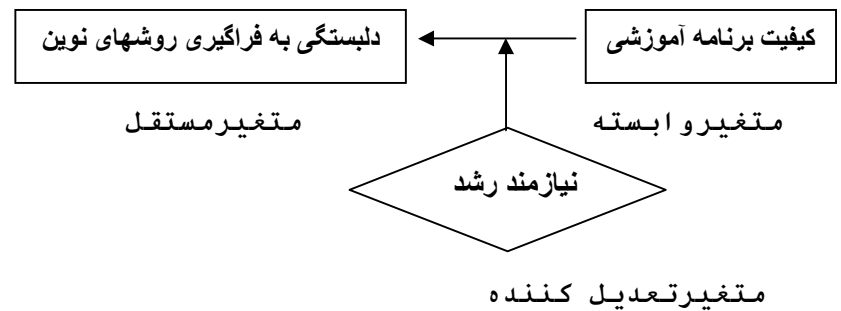 کیفیت برنامه آموزشی
دلبستگی به فراگیری روشهای نوین
متغیروابسته
متغیرمستقل
نیازمند رشد
متغیرتعدیل کننده